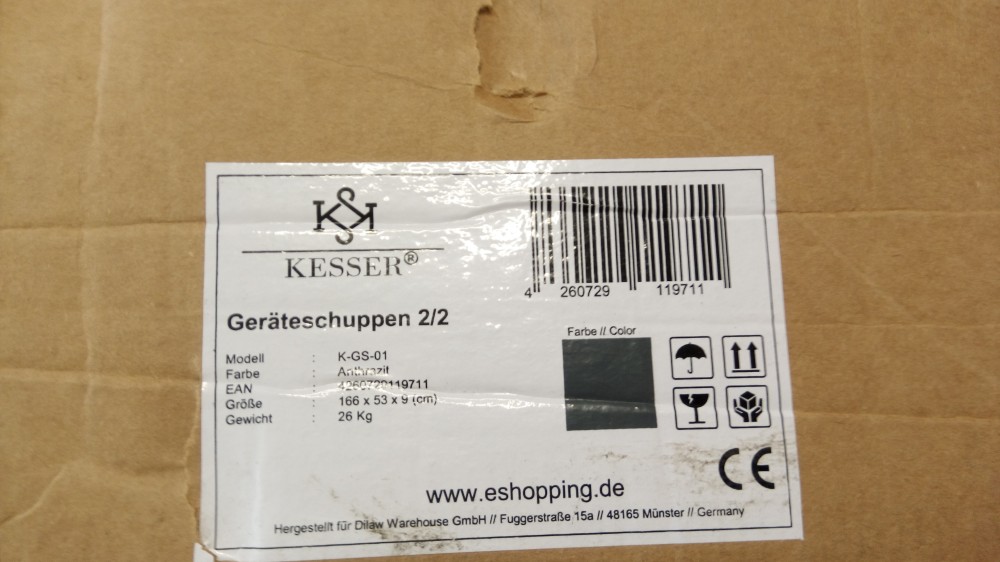 KESSER®
4 260729 119711
Geräteschuppen 2/2
Modell : K-GS-01
Farbe : Anthrazit
EAN : 4260729119711
Größe : 166 x 53 x 9 (cm)
Gewicht : 26 Kg
Farbe // Color
CE
www.eshopping.de
Hergestellt für Dilaw Warehouse GmbH // Fuggerstraße 15a // 48165 Münster // Germany